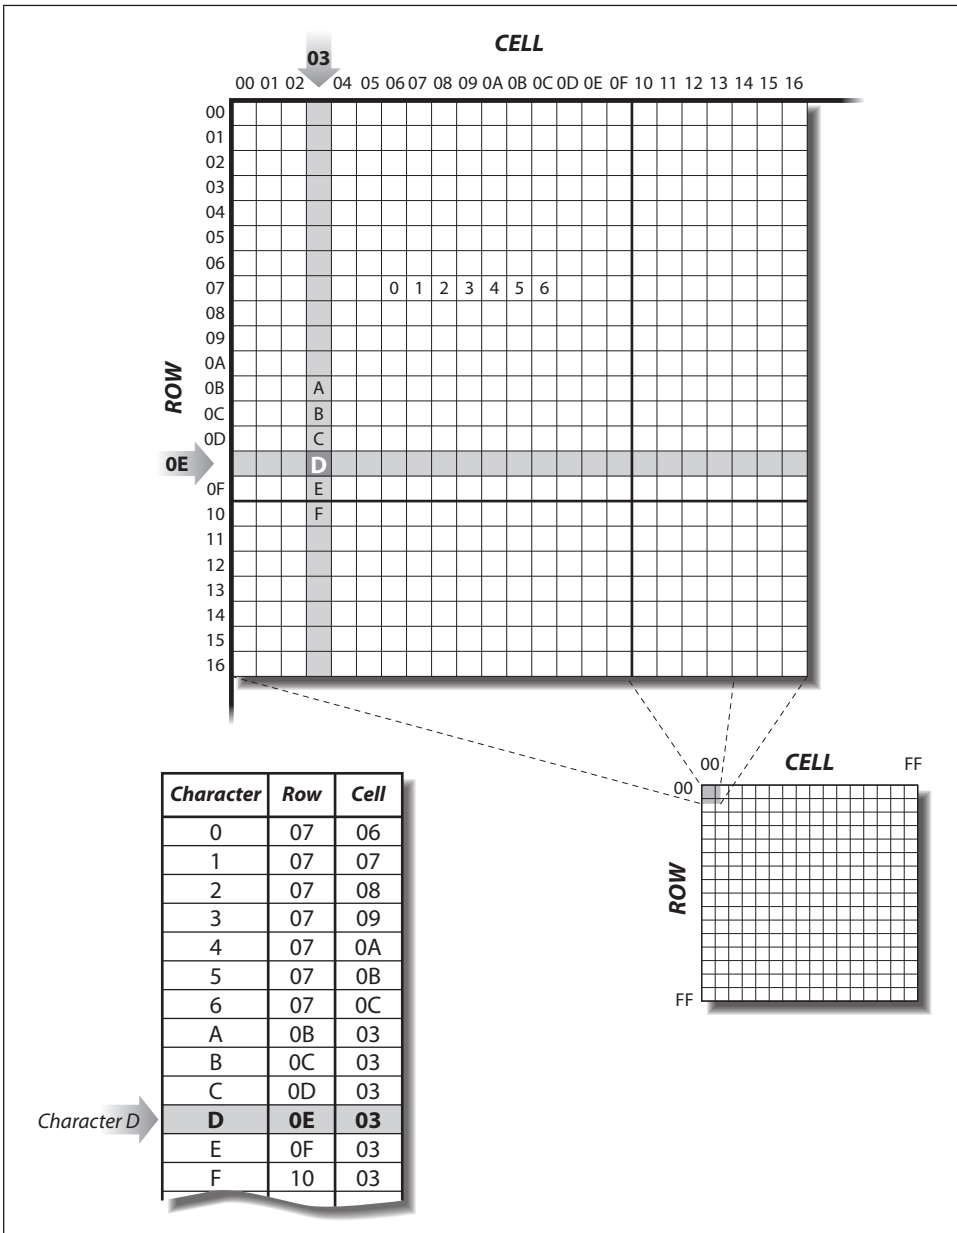 CELL
03
00 01 02 04 05 06 07 08 09 0A 0B 0C 0D 0E 0F 10 11 12 13 14 15 16
00
01
02
03
04
05
06
07 0 1 2 3 4 5 6
08
09
0A
ROW
0B A
0C B
0D C
0E D
0F E
10 F
11
12
13
14
15
16
00 CELL FF
00
ROW
FF
Character Row Cell
0 07 06
1 07 07
2 07 08
3 07 09
4 07 0A
5 07 0B
6 07 0C
A 0B 03
B 0C 03
C 0D 03
Character D D 0E 03
E 0F 03
F 10 03